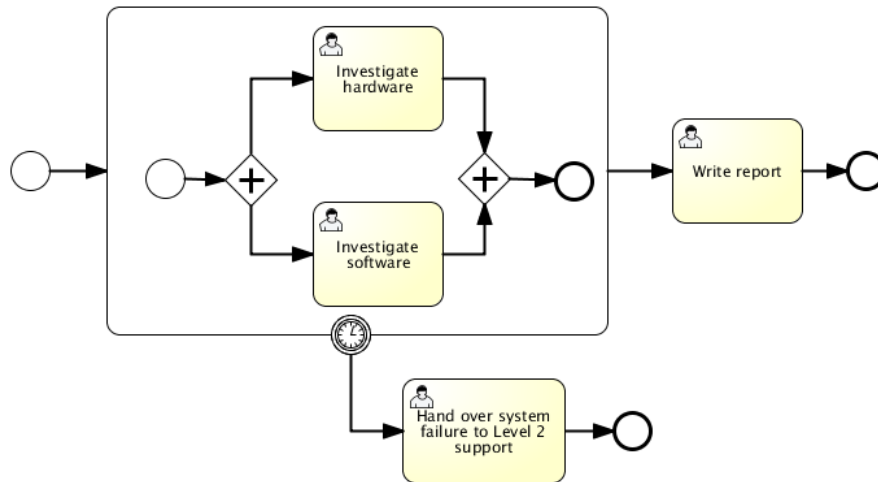 Investigate
hardware
Write report
Investigate
software
Hand over system
failure to Level 2
support